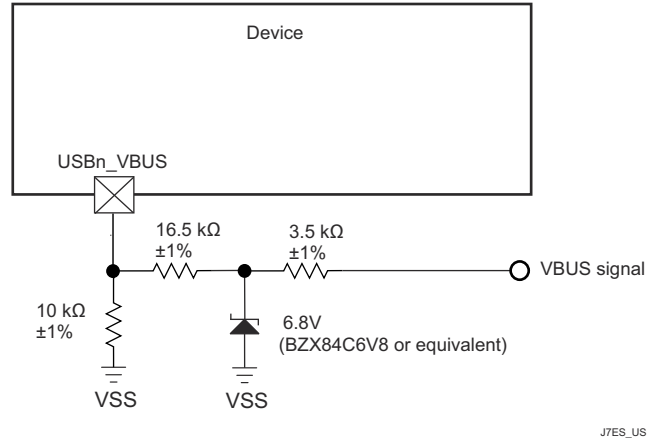 Device
USBn_VBUS
16.5 kΩ
±1%
3.5 kΩ
±1%
VBUS signal
10 kΩ
±1%
6.8V
(BZX84C6V8 or equivalent)
VSS
VSS
J7ES_US